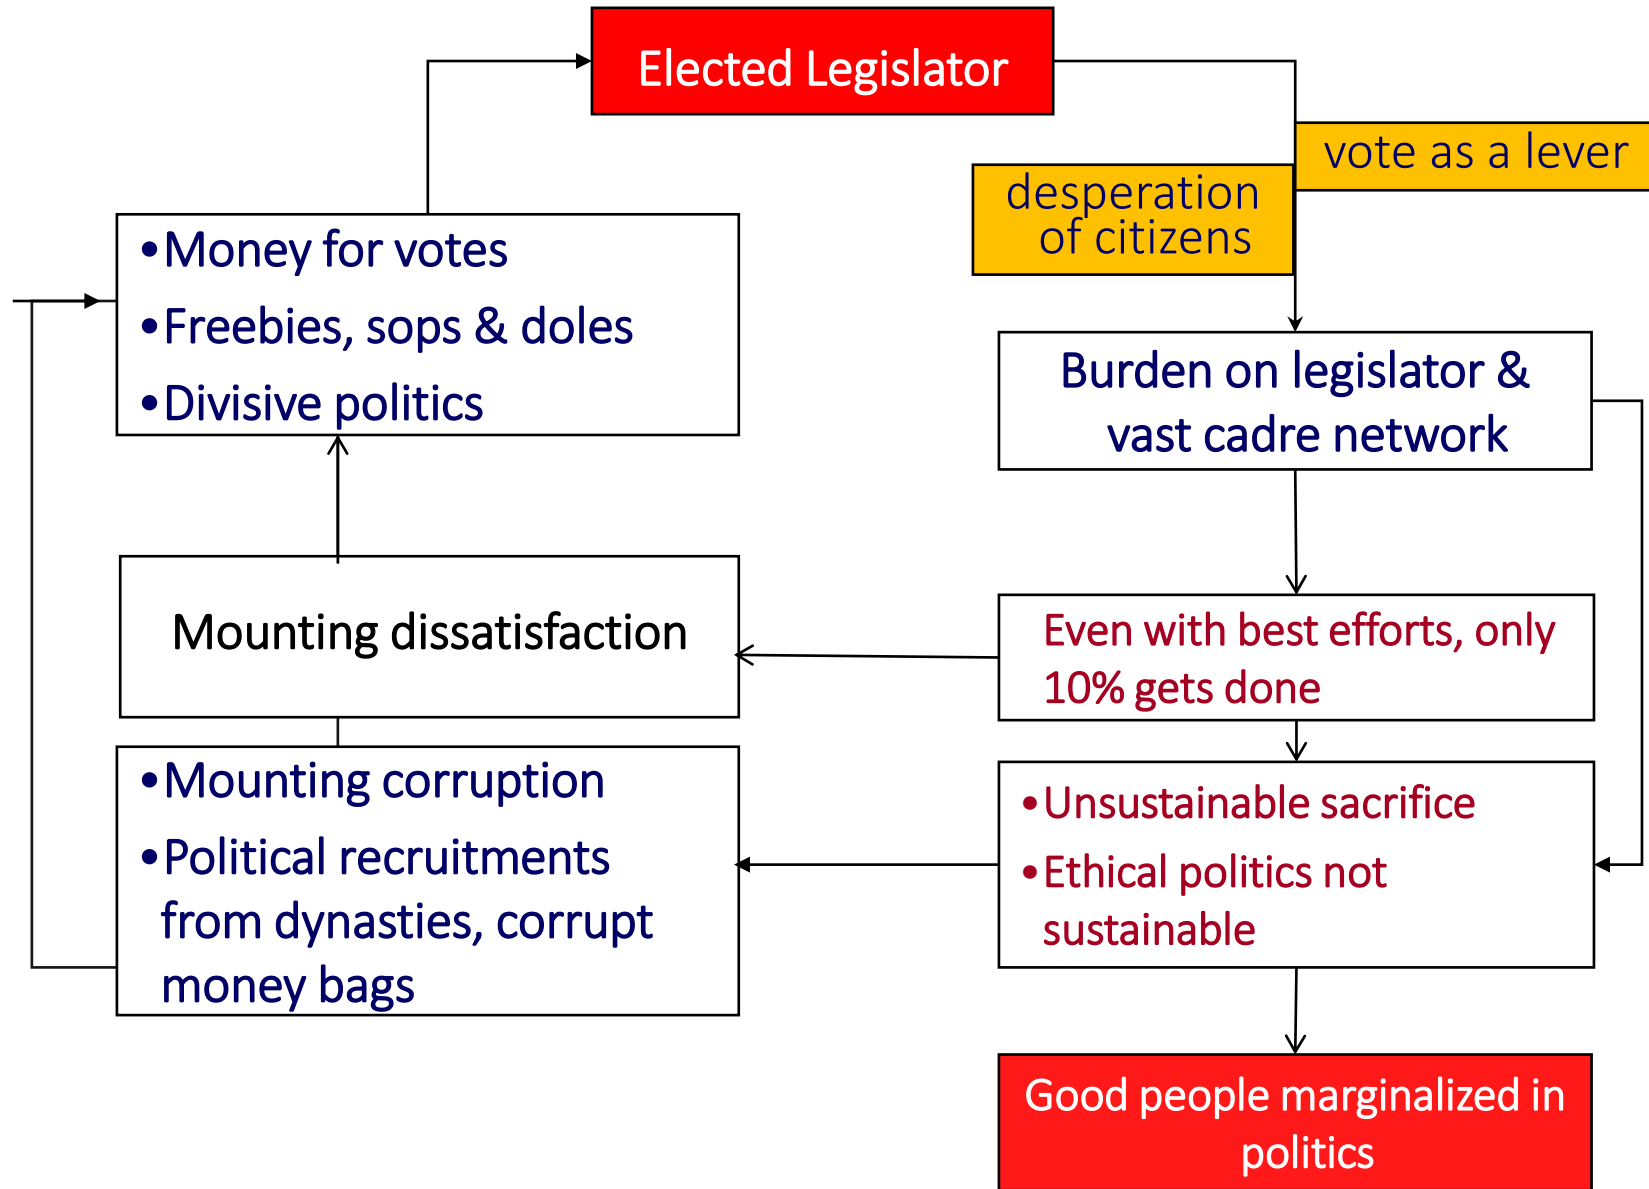 Elected Legislator
vote as a lever
desperation
of citizens
•Money for votes
•Freebies, sops & doles
•Divisive politics
Burden on legislator &
vast cadre network
Mounting dissatisfaction
Even with best efforts, only
10% gets done
•Mounting corruption
•Political recruitments
from dynasties, corrupt
money bags
•Unsustainable sacrifice
•Ethical politics not
sustainable
Good people marginalized in
politics